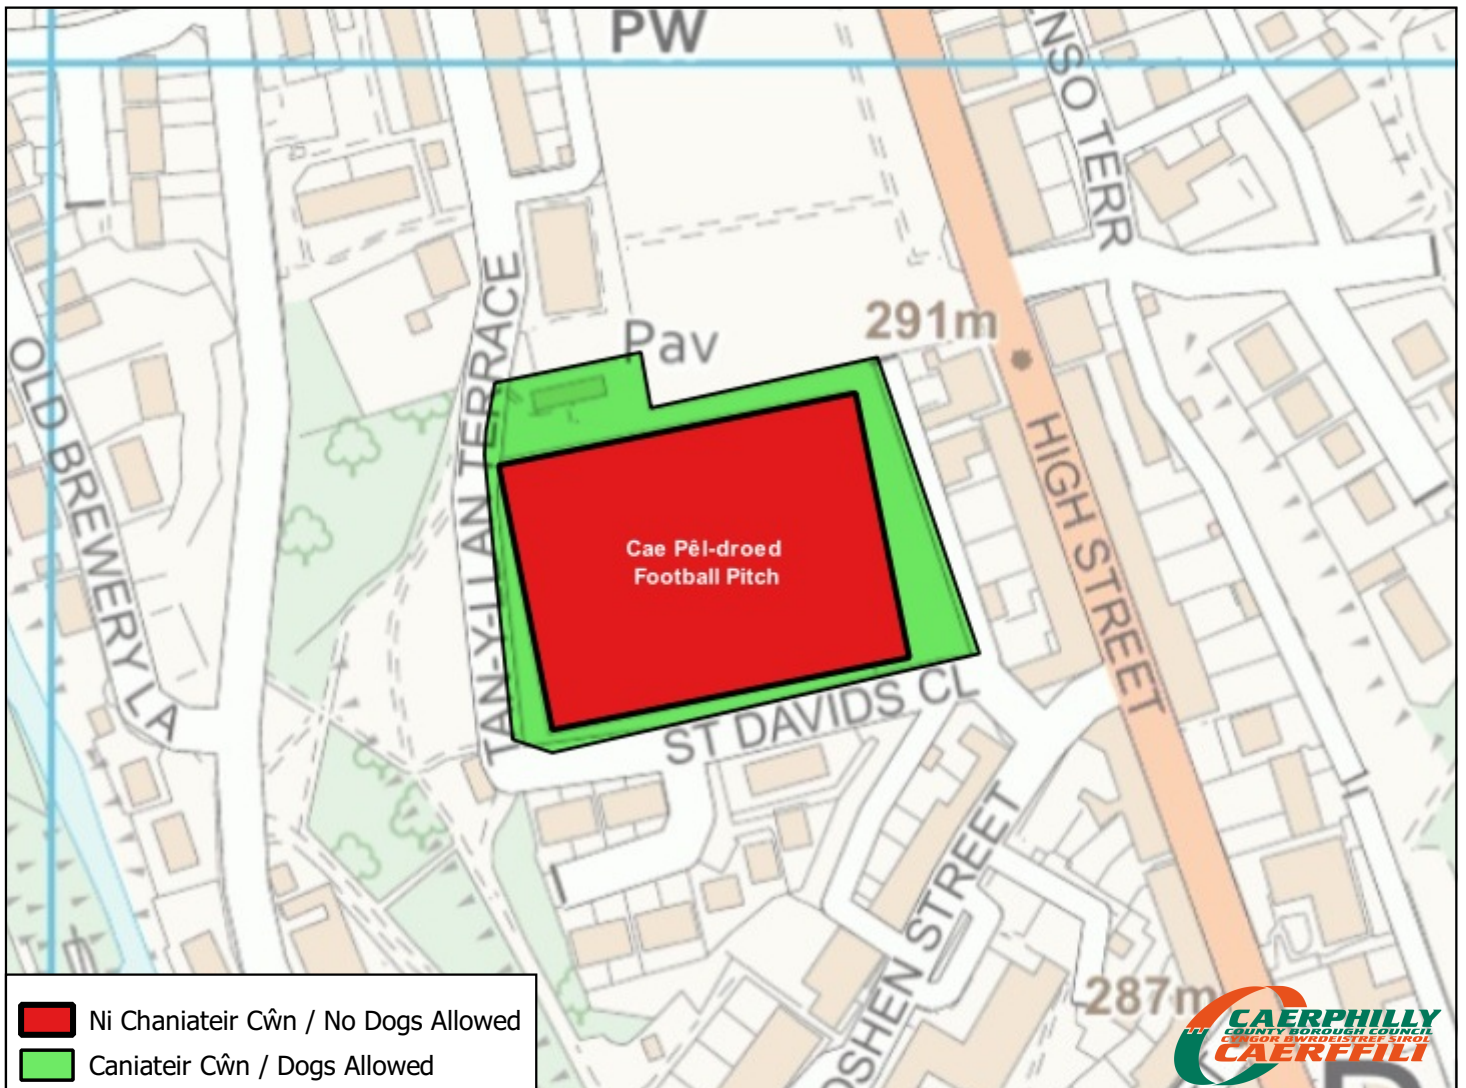 PW
NSO TERR
291m
Pav
OLD BREWERY LA
TAN-Y-LLAN TERRACE
HIGH STREET
Cae Pêl-droed
Football Pitch
ST DAVIDS CL
OSHEN STREET
287m
Ni Chaniateir Cŵn / No Dogs Allowed
Caniateir Cŵn / Dogs Allowed
CAERPHILLY
COUNTY BOROUGH COUNCIL
CYNGOR BWRDEISTREF SIROL
CAERFFILI